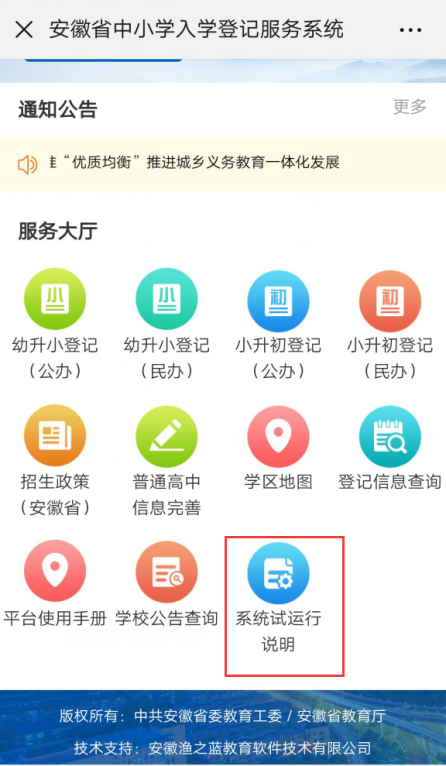 安徽省中小学入学登记服务系统
通知公告 更多
“优质均衡”推进城乡义务教育一体化发展
服务大厅
小 小 初 初
幼升小登记 幼升小登记 小升初登记 小升初登记
（公办） （民办） （公办） （民办）
招生政策 普通高中 学区地图 登记信息查询
（安徽省） 信息完善
平台使用手册 学校公告查询 系统试运行
说明
版权所有：中共安徽省委教育工委 / 安徽省教育厅
技术支持：安徽渔之蓝教育软件技术有限公司